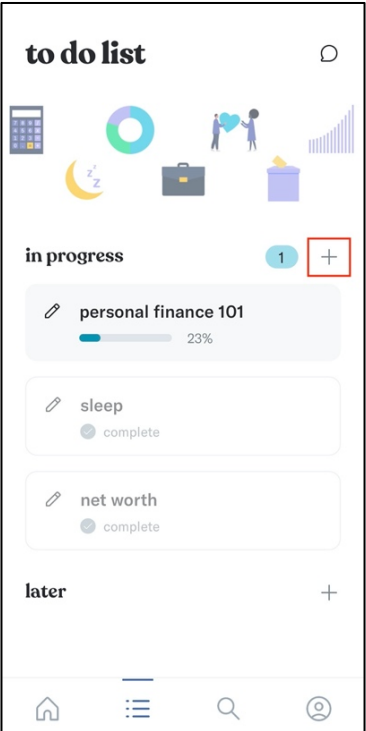 to do list
z z
in progress
1
personal finance 101
23%
sleep
complete
net worth
complete
later